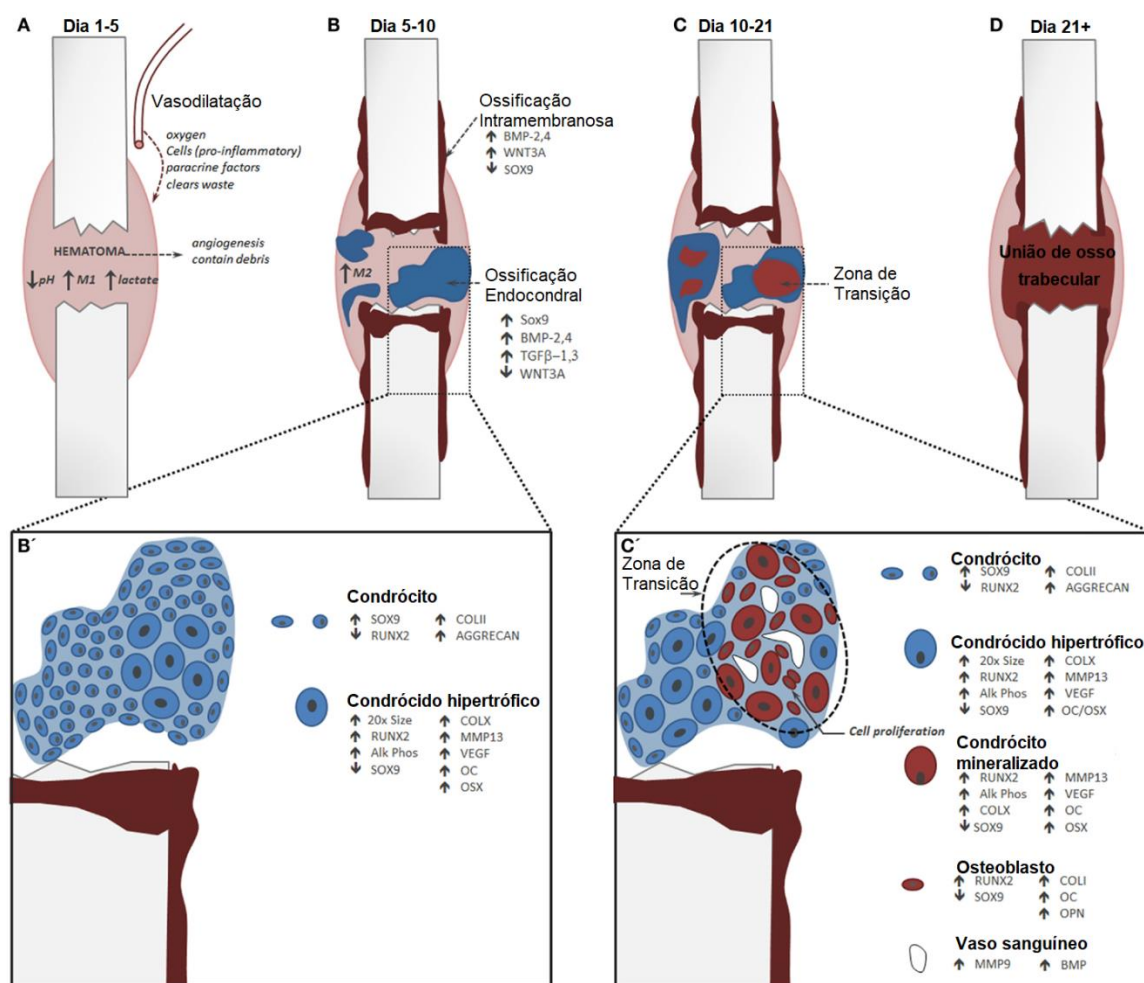 A
Dia 1-5
Vasodilatação
oxygen
Cells (pro-inflammatory)
paracrine factors
clears waste
HEMATOMA
angiogenesis
contain debris
↓pH ↑M1 ↑lactate
B
Dia 5-10
Ossificação
Intramembranosa
↑ BMP-2,4
↑ WNT3A
↓ SOX9
↑ M2
Ossificação
Endocondral
↑ Sox9
↑ BMP-2,4
↑ TGFβ–1,3
↓ WNT3A
C
Dia 10-21
Zona de
Transição
D
Dia 21+
União de osso
trabecular
B´
Condrócito
↑ SOX9 ↑ COLII
↓ RUNX2 ↑ AGGRECAN
Condrócido hipertrófico
↑ 20x Size ↑ COLX
↑ RUNX2 ↑ MMP13
↑ Alk Phos ↑ VEGF
↓ SOX9 ↑ OC
↑ OSX
C´
Zona de
Transicão
Cell proliferation
Condrócito
↑ SOX9 ↑ COLII
↓ RUNX2 ↑ AGGRECAN
Condrócido hipertrófico
↑ 20x Size ↑ COLX
↑ RUNX2 ↑ MMP13
↑ Alk Phos ↑ VEGF
↓ SOX9 ↑ OC/OSX
Condrócito
mineralizado
↑ RUNX2 ↑ MMP13
↑ Alk Phos ↑ VEGF
↑ COLX ↑ OC
↓ SOX9 ↑ OSX
Osteoblasto
↑ RUNX2 ↑ COLI
↓ SOX9 ↑ OC
↑ OPN
Vaso sanguíneo
↑ MMP9 ↑ BMP